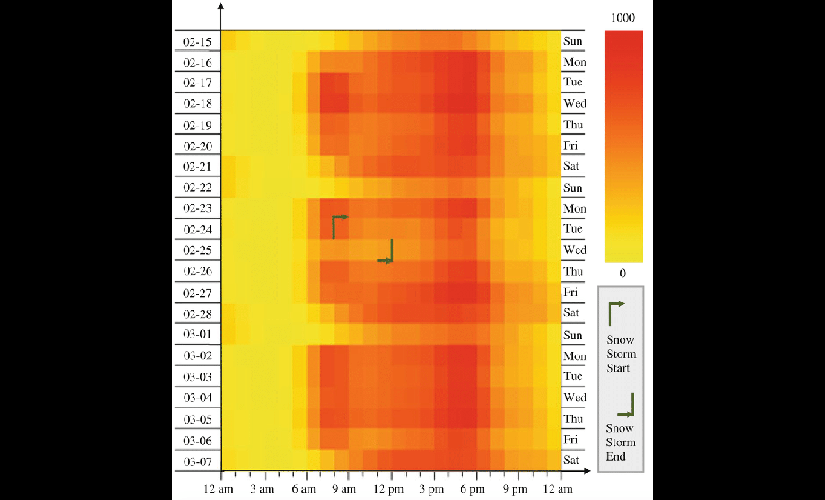 1000
02-15 Sun
02-16 Mon
02-17 Tue
02-18 Wed
02-19 Thu
02-20 Fri
02-21 Sat
02-22 Sun
02-23 Mon
02-24 Tue
02-25 Wed
02-26 Thu
02-27 Fri
02-28 Sat
03-01 Sun
03-02 Mon
03-03 Tue
03-04 Wed
03-05 Thu
03-06 Fri
03-07 Sat
12 am 3 am 6 am 9 am 12 pm 3 pm 6 pm 9 pm 12 am
0
Snow
Storm
Start
Snow
Storm
End